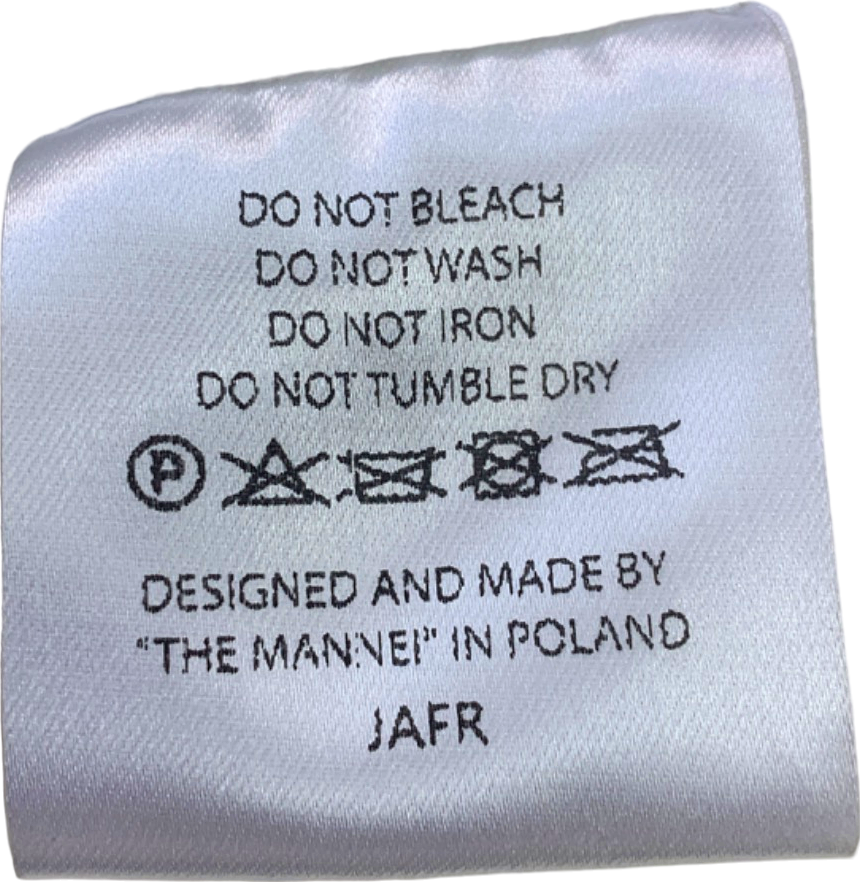 DO NOT BLEACH
DO NOT WASH
DO NOT IRON
DO NOT TUMBLE DRY
P
DESIGNED AND MADE BY
"THE MANNEI" IN POLAND
JAFR